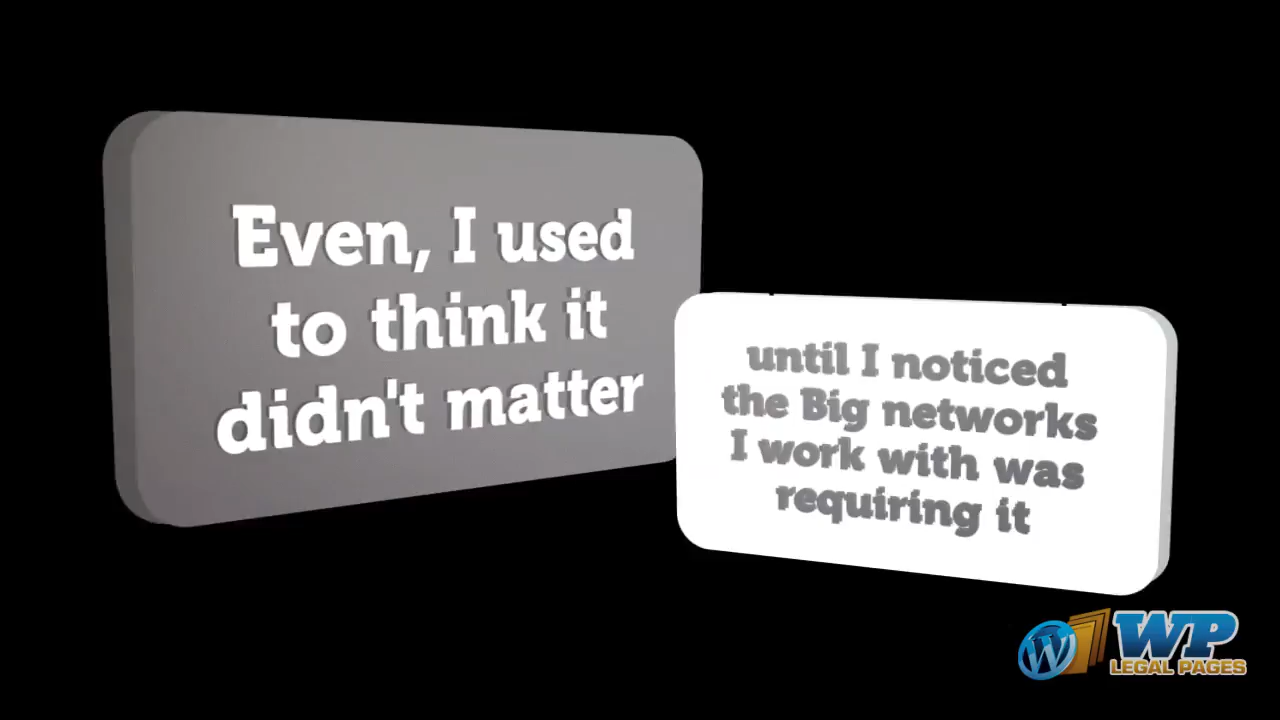 Even, I used
to think it
didn't matter
until I noticed
the Big networks
I work with was
requiring it
W WP
LEGAL PAGES